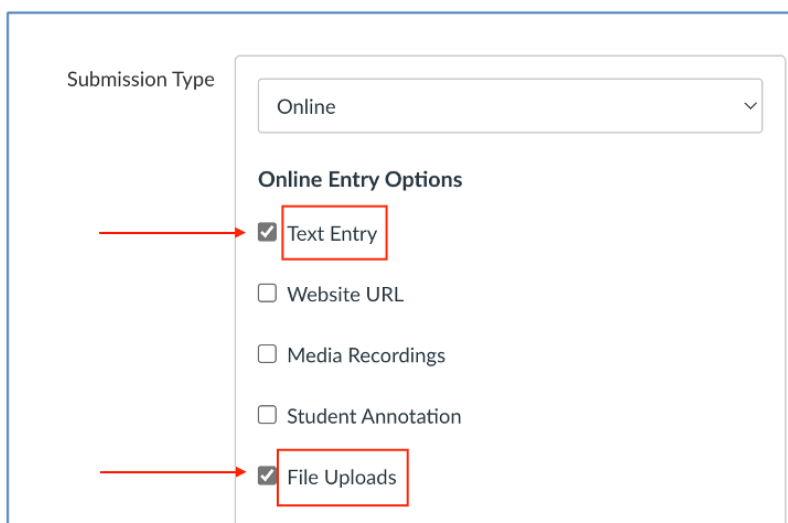 Submission Type
Online
Online Entry Options
Text Entry
Website URL
Media Recordings
Student Annotation
File Uploads